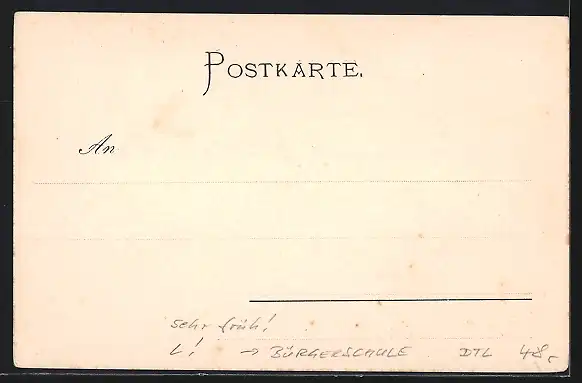 POSTKARTE.
An
sehr früh!
L! → BÜRGERSCHULE DTL 48,-